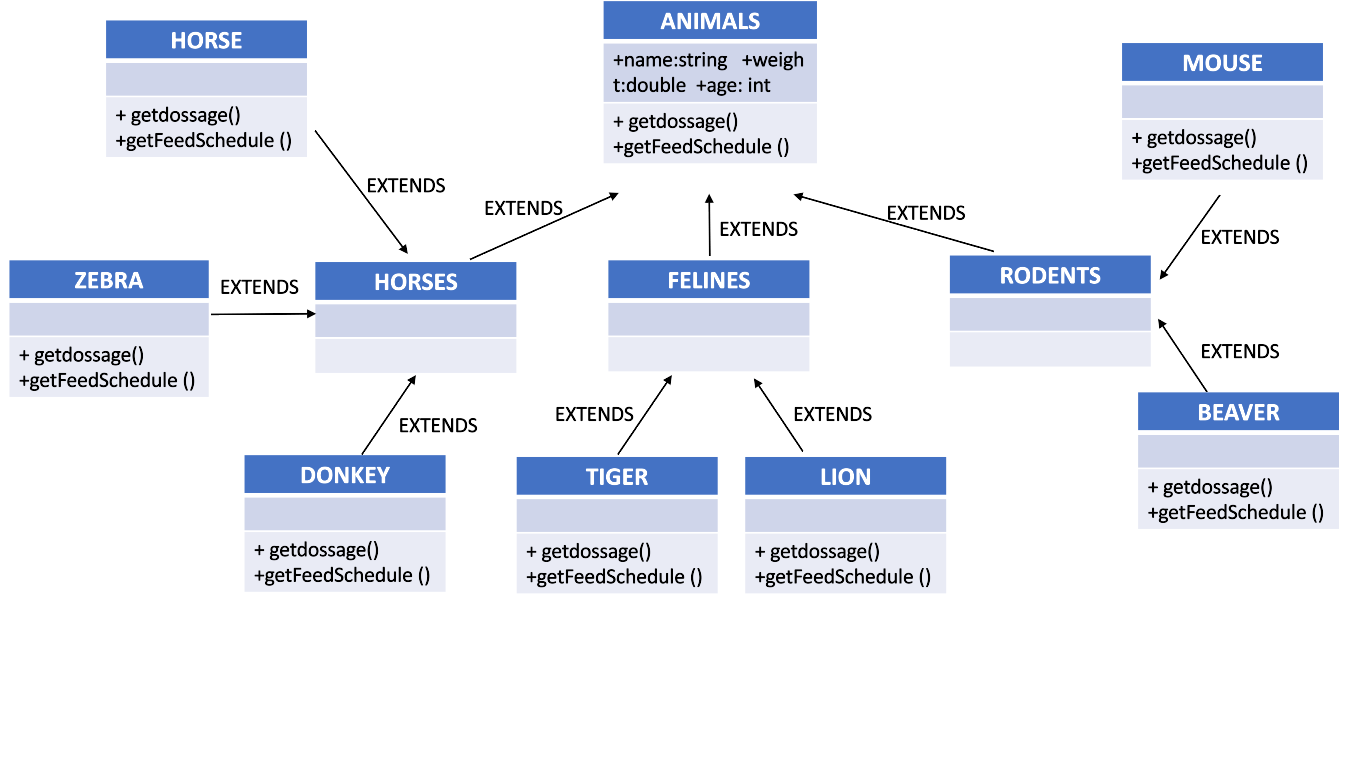 HORSE
+ getdossage()
+getFeedSchedule ()
ANIMALS
+name:string +weigh
t:double +age: int
+ getdossage()
+getFeedSchedule ()
MOUSE
+ getdossage()
+getFeedSchedule ()
EXTENDS
EXTENDS
EXTENDS
EXTENDS
EXTENDS
ZEBRA
+ getdossage()
+getFeedSchedule ()
EXTENDS
HORSES
FELINES
RODENTS
EXTENDS
EXTENDS
EXTENDS
EXTENDS
BEAVER
+ getdossage()
+getFeedSchedule ()
DONKEY
+ getdossage()
+getFeedSchedule ()
TIGER
+ getdossage()
+getFeedSchedule ()
LION
+ getdossage()
+getFeedSchedule ()